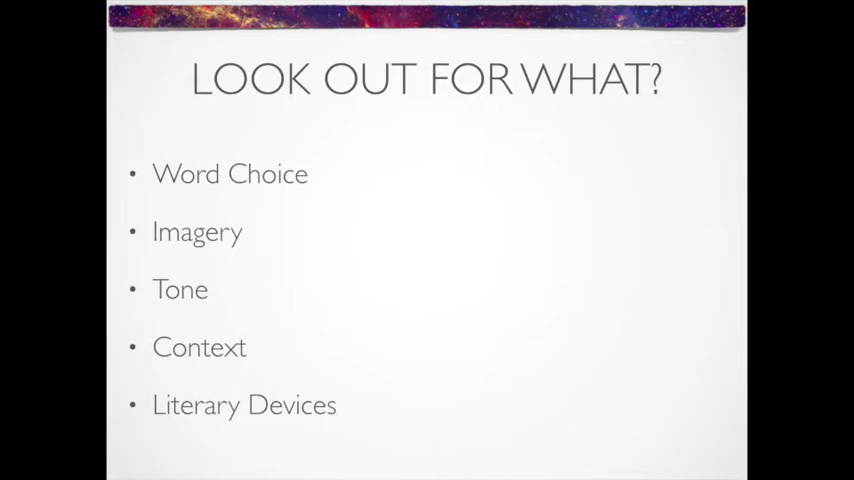 LOOK OUT FOR WHAT?
• Word Choice
• Imagery
• Tone
• Context
• Literary Devices